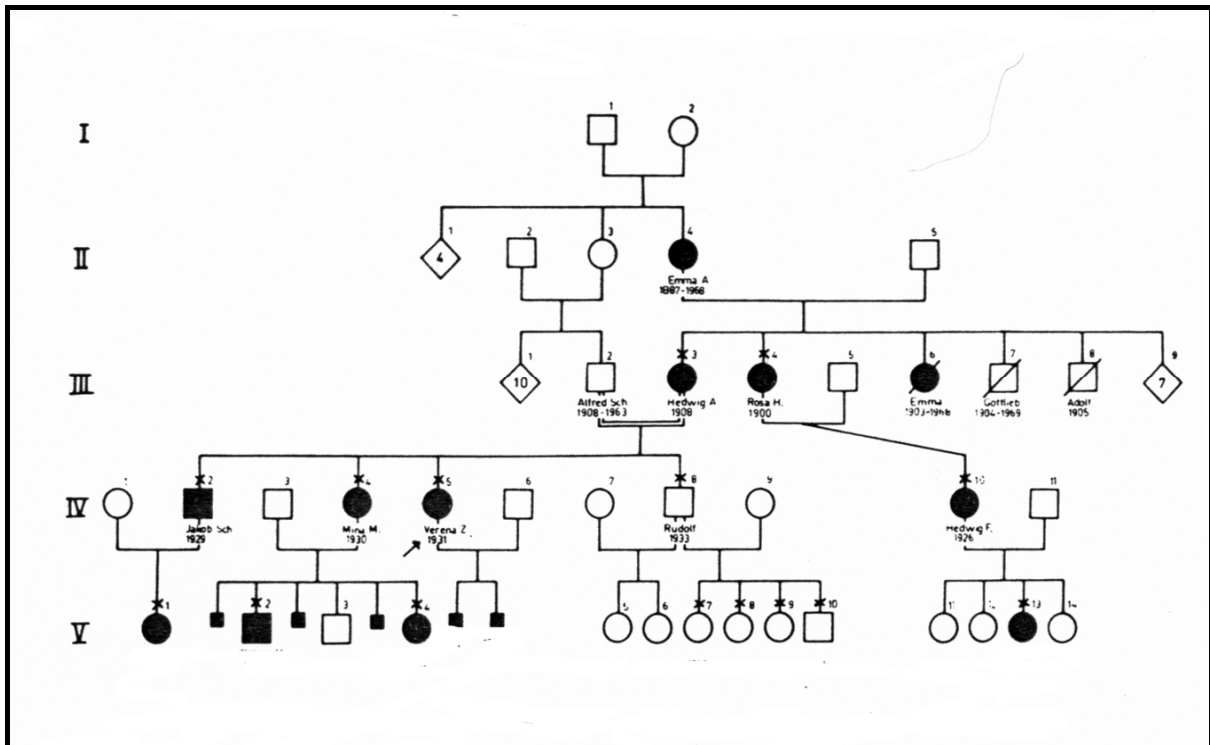 I
1 2
II
1 2 3 4 5
4
Emma A
1887-1968
III
1 2 3 4 5 6 7 8 9
10 7
Alfred Sch Hedwig A Rosa H. Emma Gottlieb Adolf
1908-1963 1908 1900 1904-1969 1905
IV
1 2 3 4 5 6 7 8 9 10 11
Jakob Sch Mina M. Verena Z. Rudolf Hedwig F.
1929 1930 1931 1933 1926
V
1 2 3 4 5 6 7 8 9 10 13 14